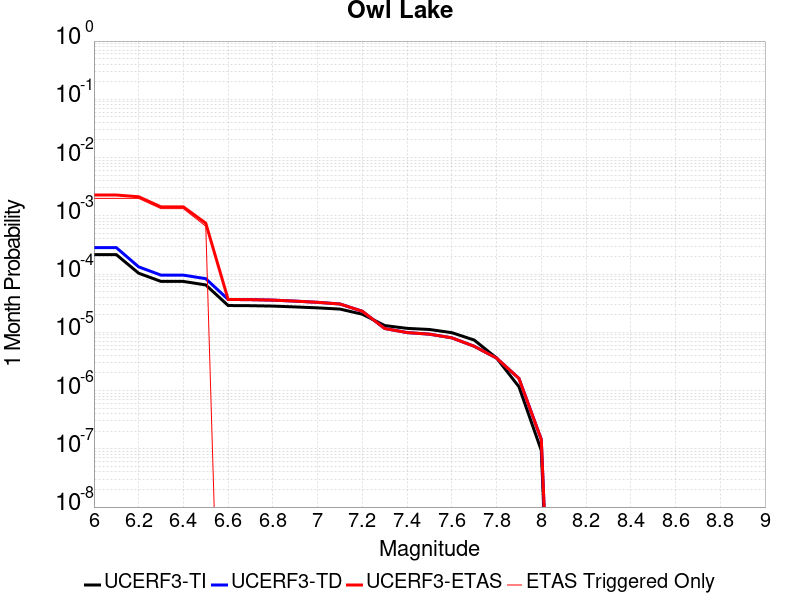 Owl Lake
10^0
10^-1
10^-2
10^-3
10^-4
10^-5
10^-6
10^-7
10^-8
1 Month Probability
6 6.2 6.4 6.6 6.8 7 7.2 7.4 7.6 7.8 8 8.2 8.4 8.6 8.8 9
Magnitude
UCERF3-TI UCERF3-TD UCERF3-ETAS ETAS Triggered Only